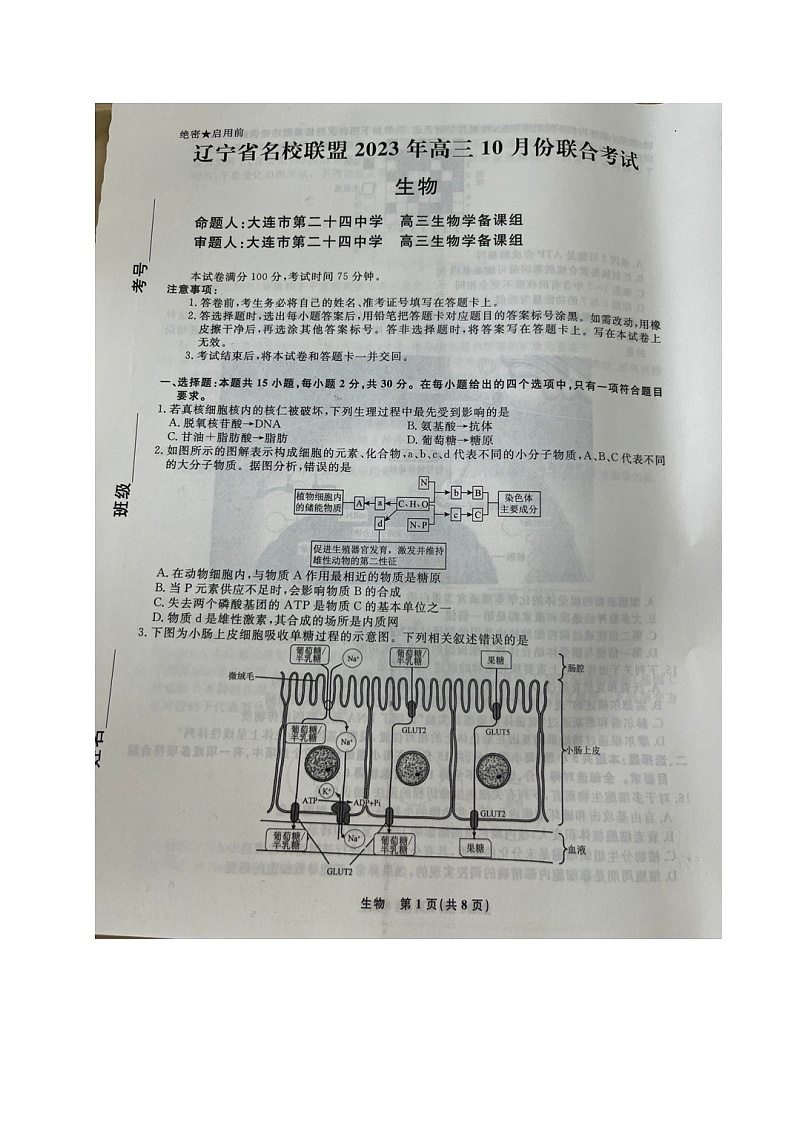 绝密★启用前
辽宁省名校联盟 2023 年高三 10 月份联合考试
生物
命题人:大连市第二十四中学 高三生物学备课组
审题人:大连市第二十四中学 高三生物学备课组
考号
本试卷满分 100 分,考试时间 75 分钟。
注意事项:
1. 答卷前,考生务必将自己的姓名、准考证号填写在答题卡上。
2. 答选择题时,选出每小题答案后,用铅笔把答题卡对应题目的答案标号涂黑。如需改动,用橡
皮擦干净后,再选涂其他答案标号。答非选择题时,将答案写在答题卡上。写在本试卷上
无效。
3. 考试结束后,将本试卷和答题卡一并交回。
一、选择题:本题共 15 小题,每小题 2 分,共 30 分。在每小题给出的四个选项中,只有一项符合题目
要求。
1. 若真核细胞核内的核仁被破坏,下列生理过程中最先受到影响的是
A. 脱氧核苷酸→DNA B. 氨基酸→抗体
C. 甘油+脂肪酸→脂肪 D. 葡萄糖→糖原
2. 如图所示的图解表示构成细胞的元素、化合物,a、b、c、d 代表不同的小分子物质,A、B、C 代表不同
的大分子物质。据图分析,错误的是
班级
N
植物细胞内
的储能物质
A a C、H、O b B
染色体
主要成分
d N、P c C
促进生殖器官发育,激发并维持
雄性动物的第二性征
A. 在动物细胞内,与物质 A 作用最相近的物质是糖原
B. 当 P 元素供应不足时,会影响物质 B 的合成
C. 失去两个磷酸基团的 ATP 是物质 C 的基本单位之一
D. 物质 d 是雄性激素,其合成的场所是内质网
3. 下图为小肠上皮细胞吸收单糖过程的示意图。下列相关叙述错误的是
姓名
葡萄糖/
半乳糖
Na⁺
葡萄糖/
半乳糖
果糖
肠腔
微绒毛
葡萄糖/
半乳糖
Na⁺
GLUT2
GLUT5
小肠上皮
K⁺
ATP
ADP+Pi
GLUT2
葡萄糖/
半乳糖
Na⁺
葡萄糖/
半乳糖
果糖
血液
GLUT2
生物 第 1 页(共 8 页)